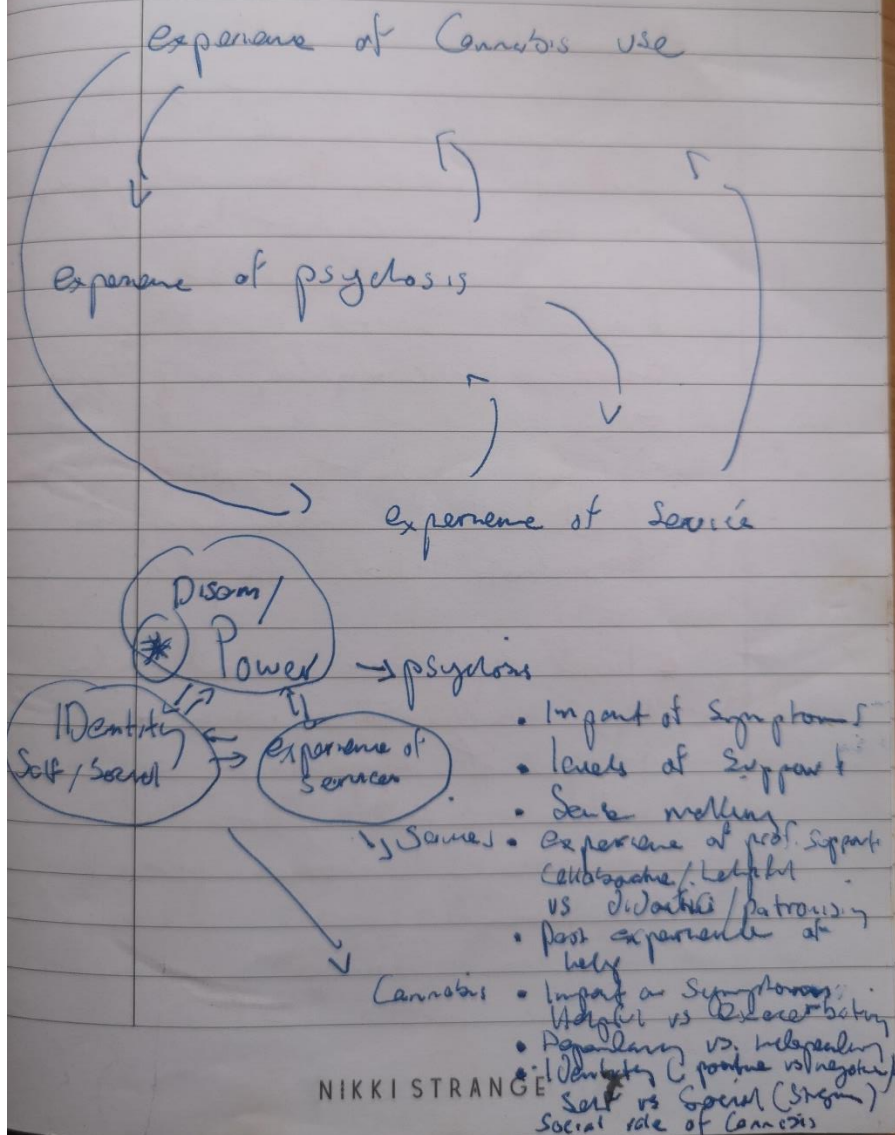 experience of Cannabis use
experience of psychosis
experience of Service
Disem/
Power → psychosis
IDentity
Self / Social
experience of
services
• Impact of Symptoms
• levels of Support
• Sense making
↳ Services • experience of prof. support
Collaborative / helpful
vs didactic / patronising
• Past experience of
help
Cannabis • Impact on Symptoms
Helpful vs exacerbating
• Dependency vs. independency
• IDentity (positive vs negative)
Self vs Social (Stigma)
Social role of Cannabis
NIKKI STRANGE